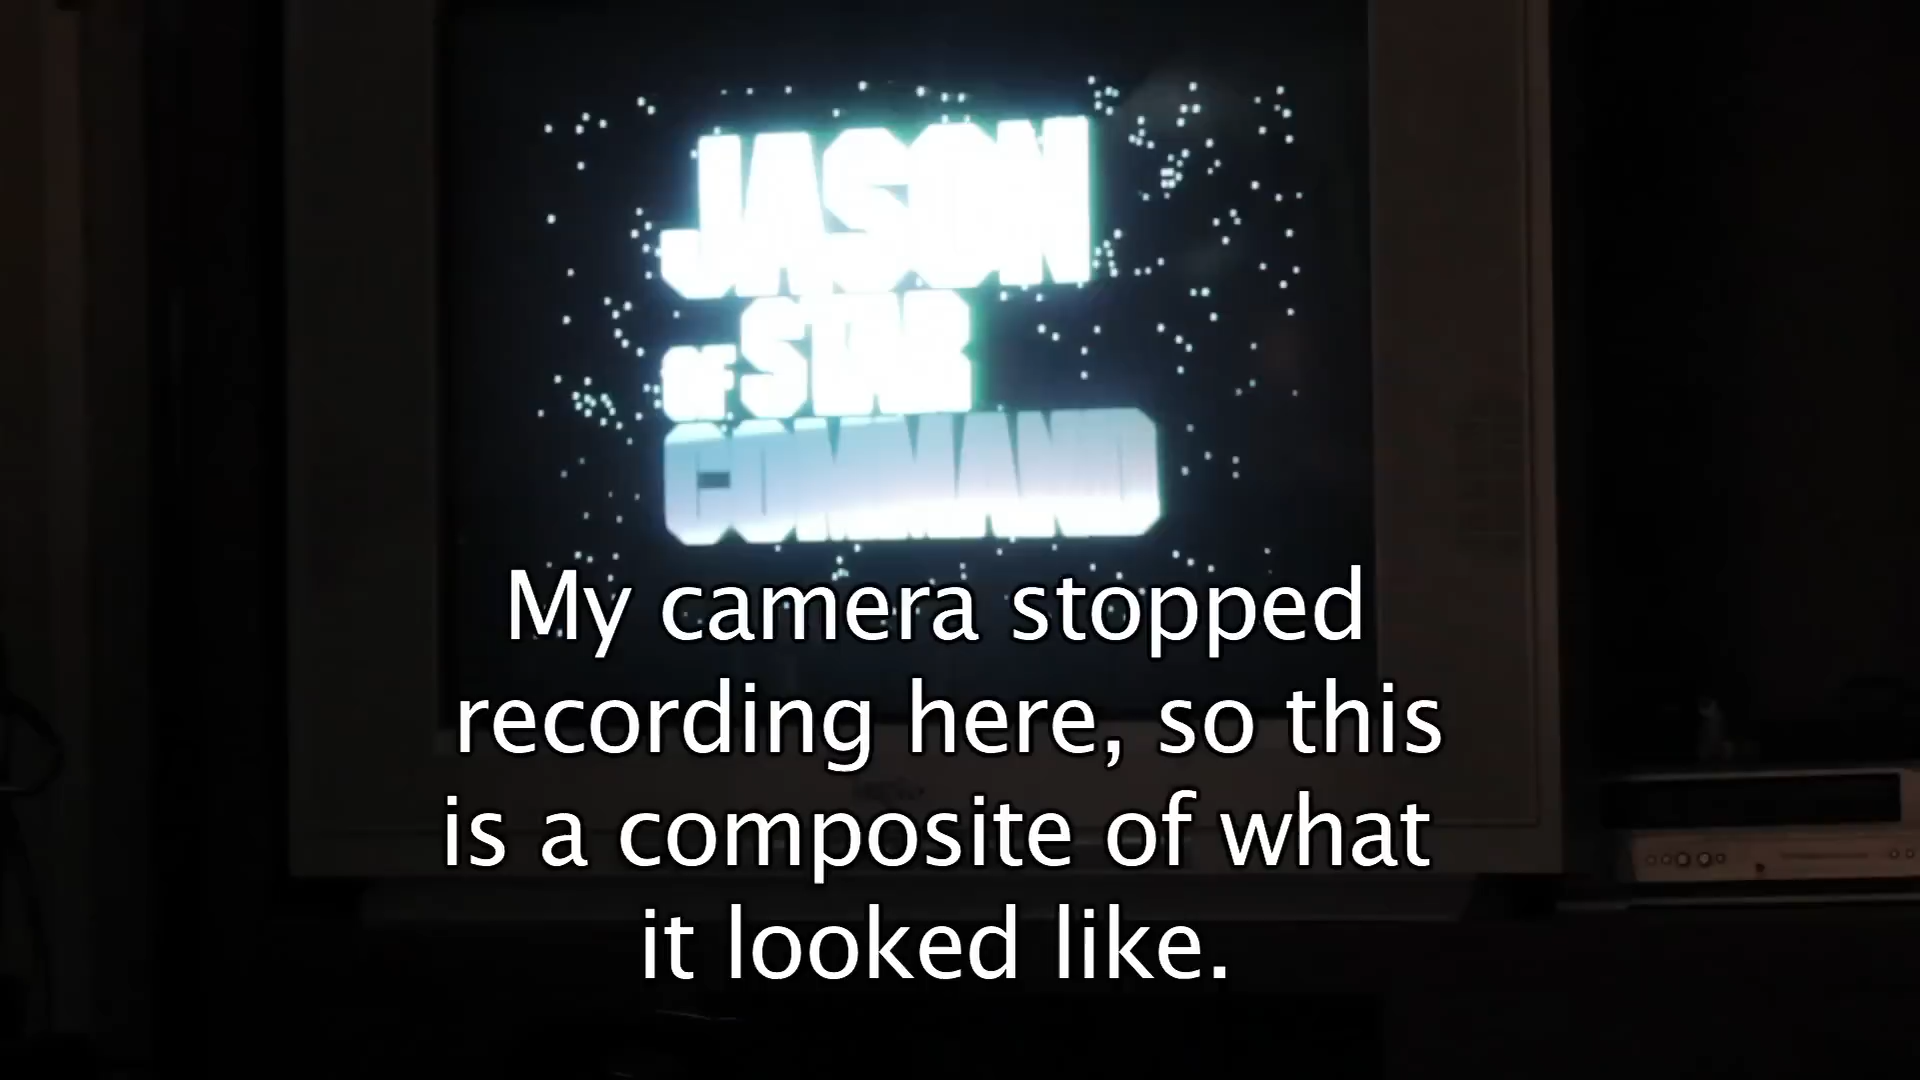 JASON
OF STAR
COMMAND
My camera stopped
recording here, so this
is a composite of what
it looked like.